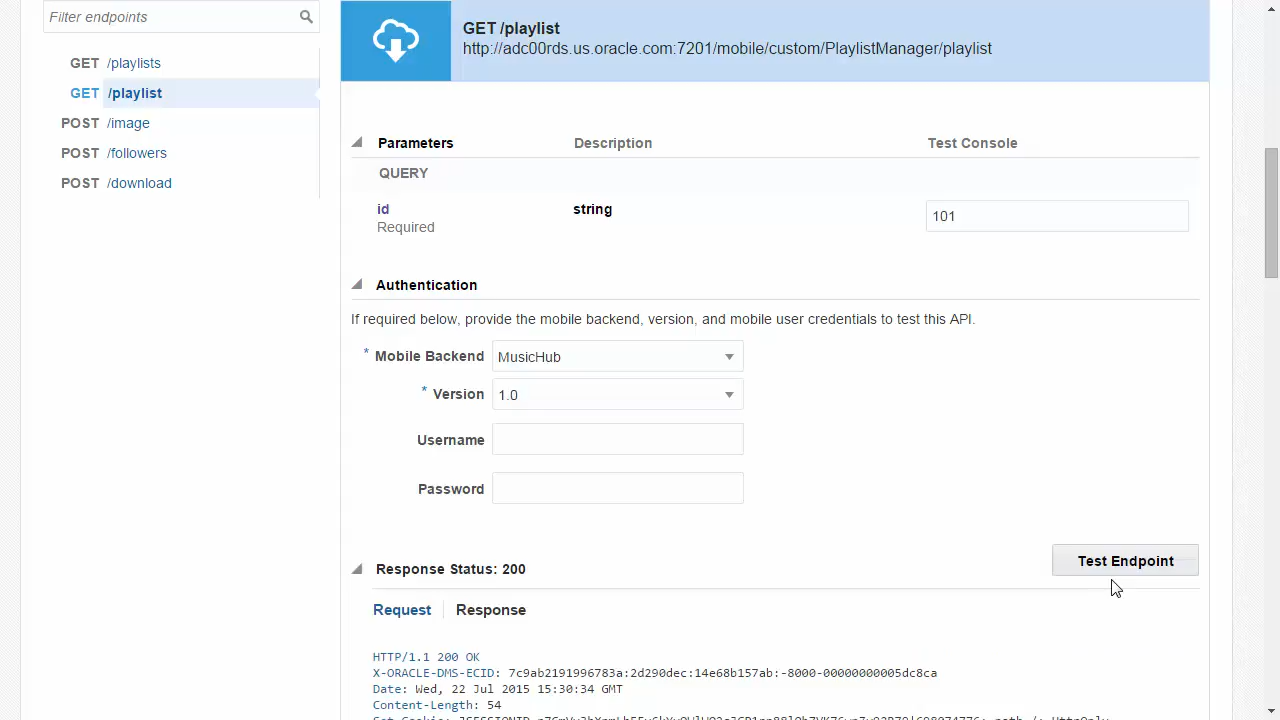 Filter endpoints
GET /playlists
GET /playlist
POST /image
POST /followers
POST /download
GET /playlist
http://adc00rds.us.oracle.com:7201/mobile/custom/PlaylistManager/playlist
Parameters Description Test Console
QUERY
id string 101
Required
Authentication
If required below, provide the mobile backend, version, and mobile user credentials to test this API.
* Mobile Backend MusicHub
* Version 1.0
Username
Password
Test Endpoint
Response Status: 200
Request Response
HTTP/1.1 200 OK
X-ORACLE-DMS-ECID: 7c9ab2191996783a:2d290dec:14e68b157ab:-8000-00000000005dc8ca
Date: Wed, 22 Jul 2015 15:30:34 GMT
Content-Length: 54